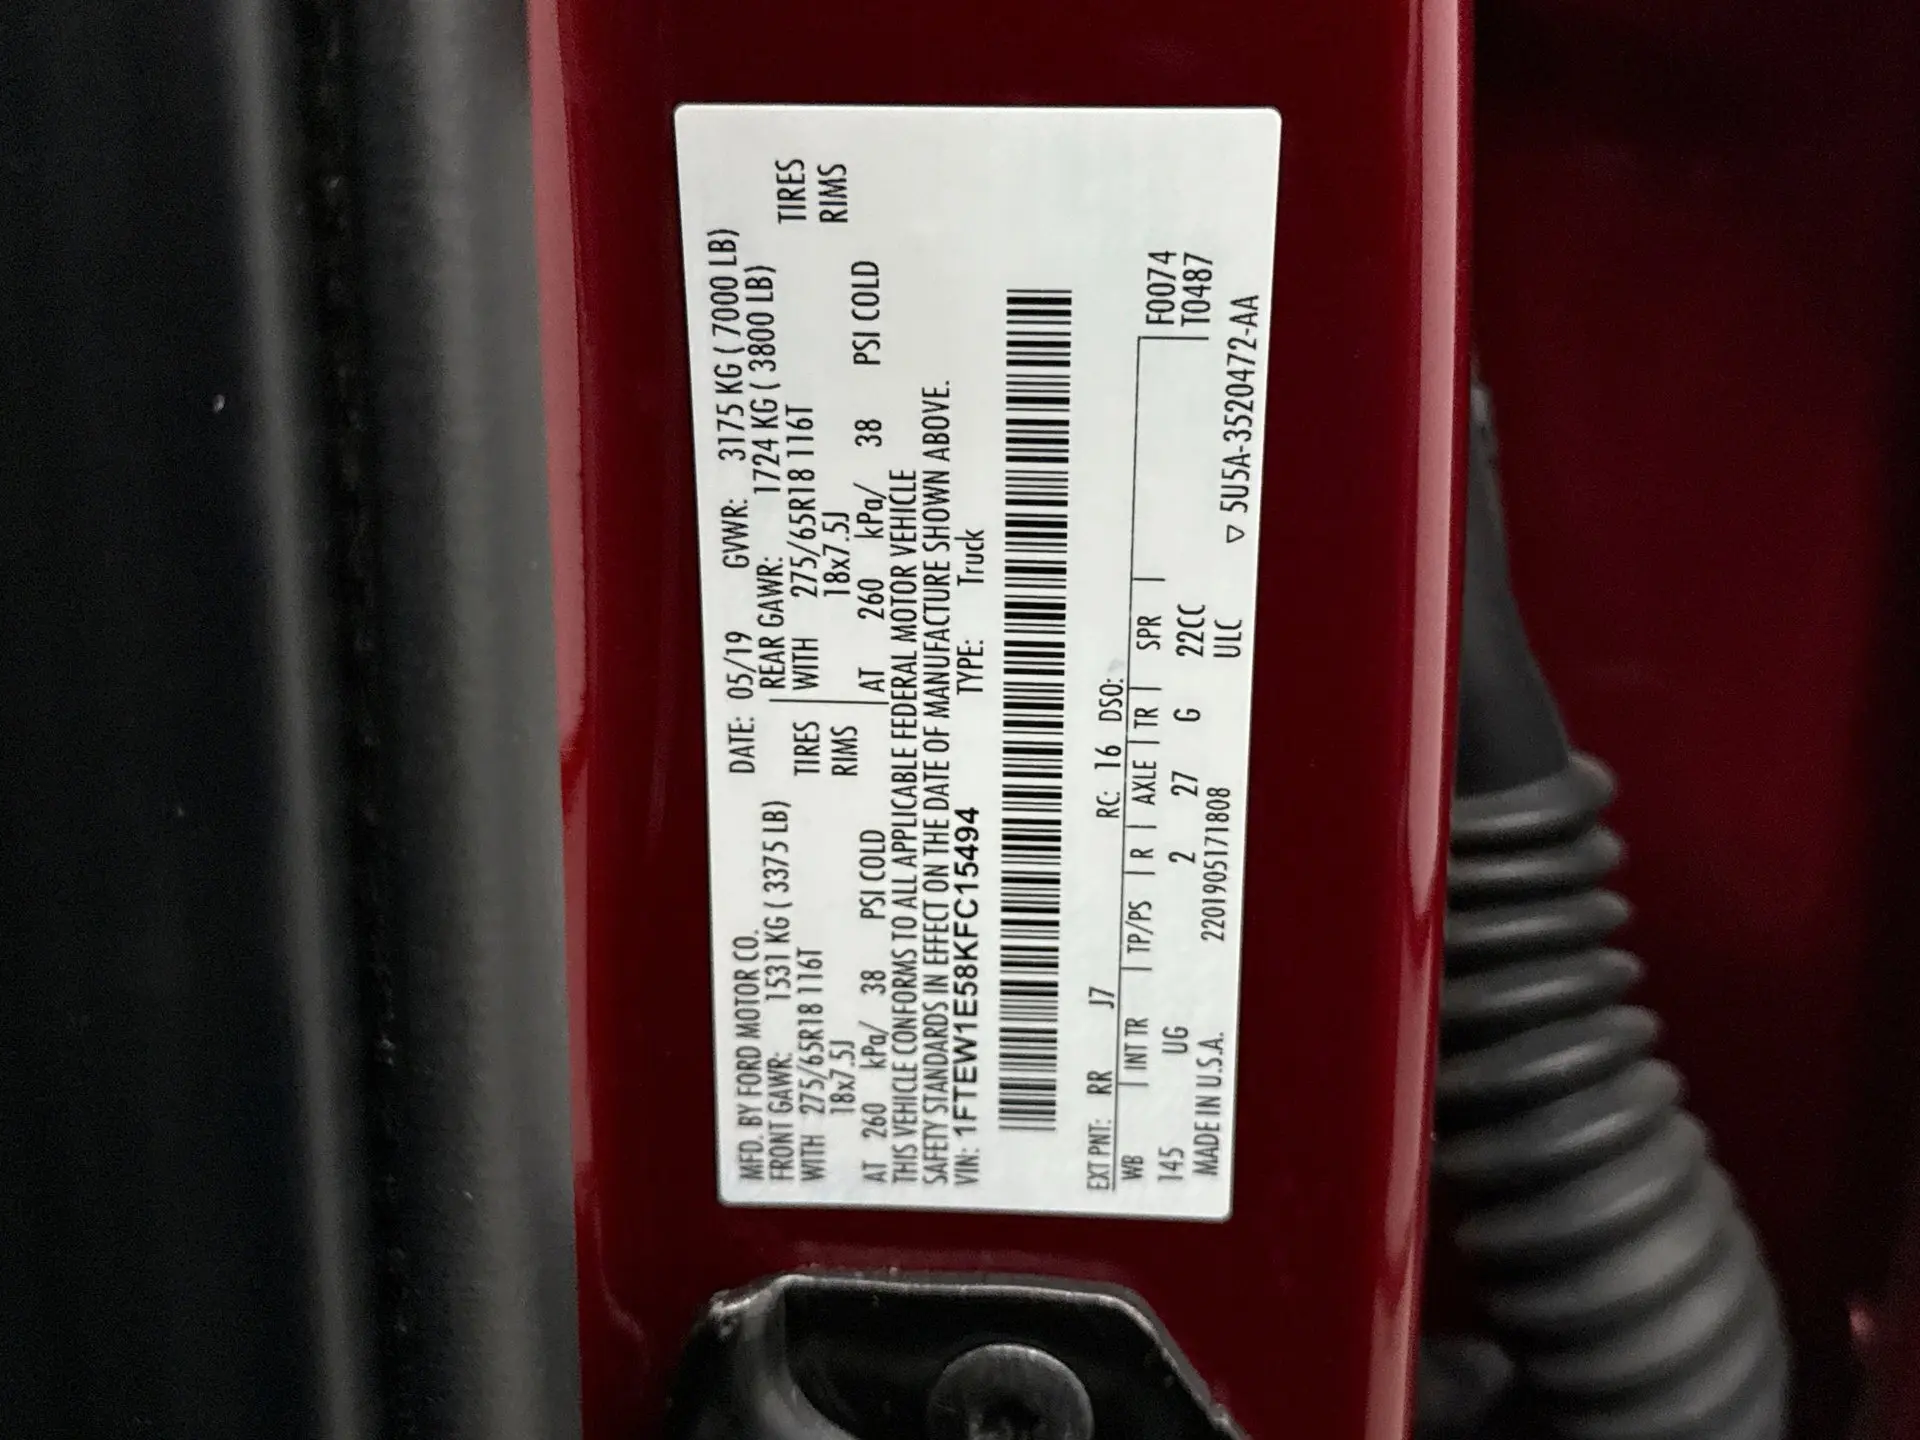 MFD. BY FORD MOTOR CO. DATE: 05/19 GVWR: 3175 KG ( 7000 LB)
FRONT GAWR: 1531 KG ( 3375 LB) REAR GAWR: 1724 KG ( 3800 LB)
WITH 275/65R18 116T TIRES WITH 275/65R18 116T TIRES
18x7.5J RIMS 18x7.5J RIMS
AT 260 kPa/ 38 PSI COLD AT 260 kPa/ 38 PSI COLD
THIS VEHICLE CONFORMS TO ALL APPLICABLE FEDERAL MOTOR VEHICLE
SAFETY STANDARDS IN EFFECT ON THE DATE OF MANUFACTURE SHOWN ABOVE.
VIN: 1FTEW1E58KFC15494 TYPE: Truck
EXT PNT: RR J7 RC: 16 DSO:
WB INT TR TP/PS R AXLE TR SPR F0074
145 UG 2 27 G 22CC T0487
MADE IN U.S.A. 2201905171808 ULC
▽ 5U5A-3520472-AA